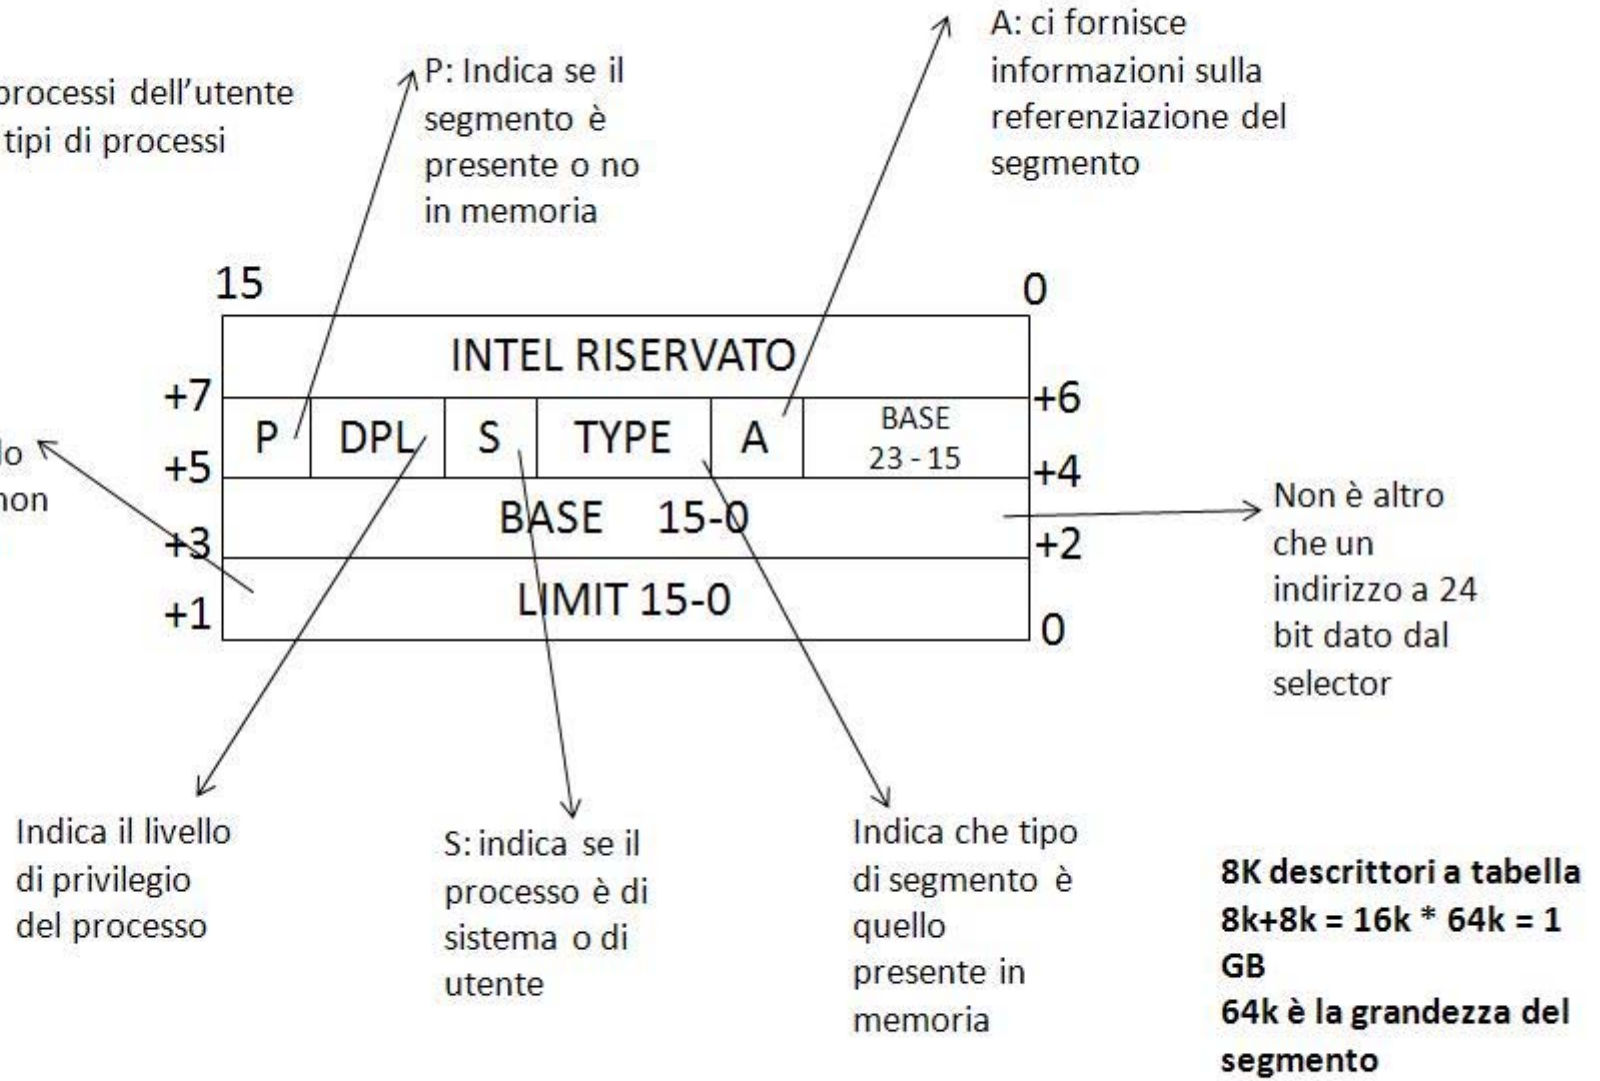 processi dell'utente
tipi di processi
P: Indica se il
segmento è
presente o no
in memoria
A: ci fornisce
informazioni sulla
referenziazione del
segmento
15
0
INTEL RISERVATO
+7
+6
P
DPL
S
TYPE
A
BASE
23 - 15
+5
+4
BASE 15-0
+3
+2
LIMIT 15-0
+1
0
non
Non è altro
che un
indirizzo a 24
bit dato dal
selector
Indica il livello
di privilegio
del processo
S: indica se il
processo è di
sistema o di
utente
Indica che tipo
di segmento è
quello
presente in
memoria
8K descrittori a tabella
8k+8k = 16k * 64k = 1
GB
64k è la grandezza del
segmento